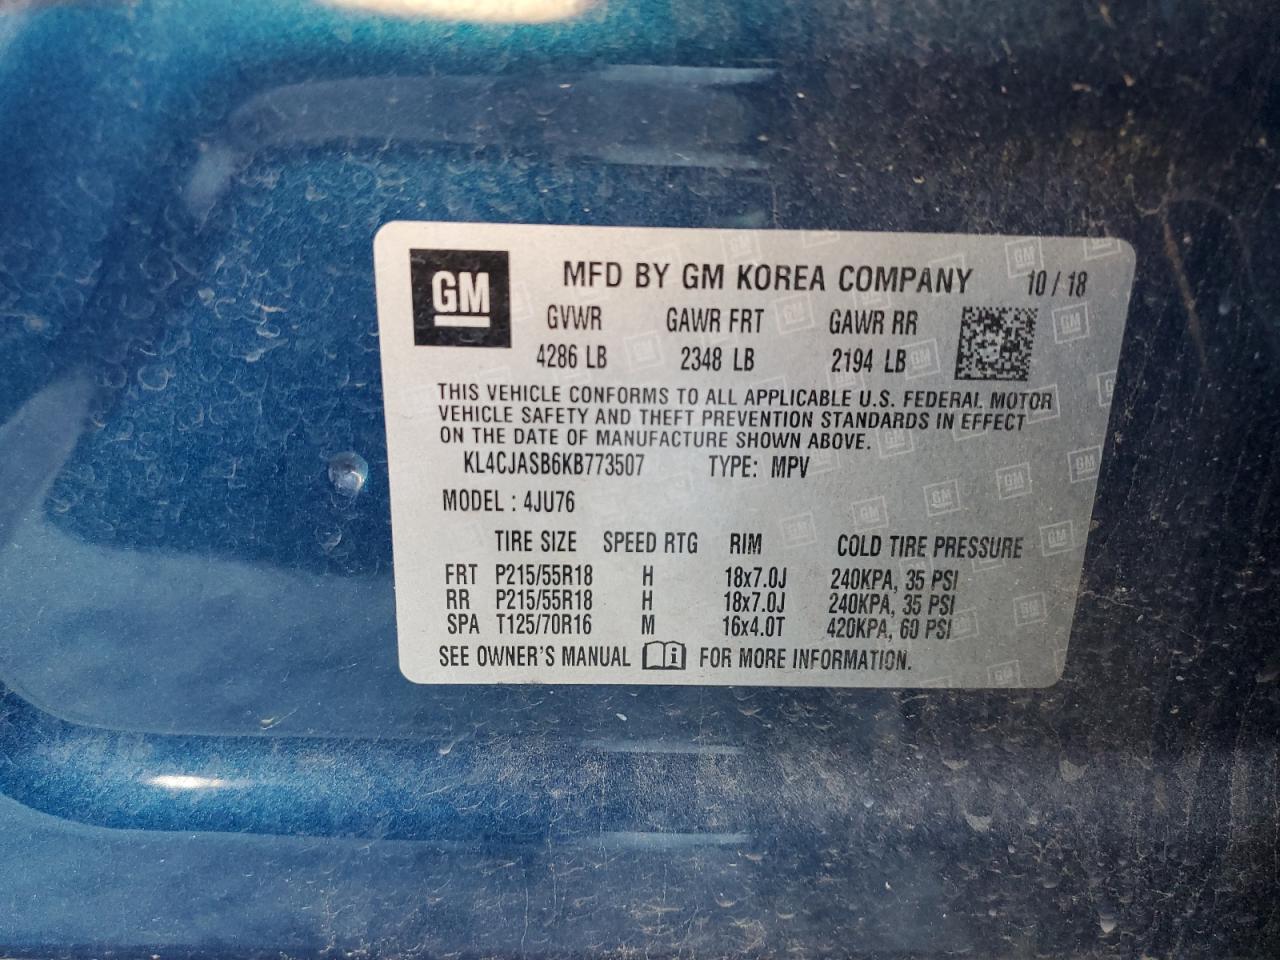 GM
MFD BY GM KOREA COMPANY 10 / 18
GVWR GAWR FRT GAWR RR
4286 LB 2348 LB 2194 LB
THIS VEHICLE CONFORMS TO ALL APPLICABLE U.S. FEDERAL MOTOR
VEHICLE SAFETY AND THEFT PREVENTION STANDARDS IN EFFECT
ON THE DATE OF MANUFACTURE SHOWN ABOVE.
KL4CJASB6KB773507 TYPE: MPV
MODEL : 4JU76
TIRE SIZE SPEED RTG RIM COLD TIRE PRESSURE
FRT P215/55R18 H 18x7.0J 240KPA, 35 PSI
RR P215/55R18 H 18x7.0J 240KPA, 35 PSI
SPA T125/70R16 M 16x4.0T 420KPA, 60 PSI
SEE OWNER'S MANUAL i FOR MORE INFORMATION.